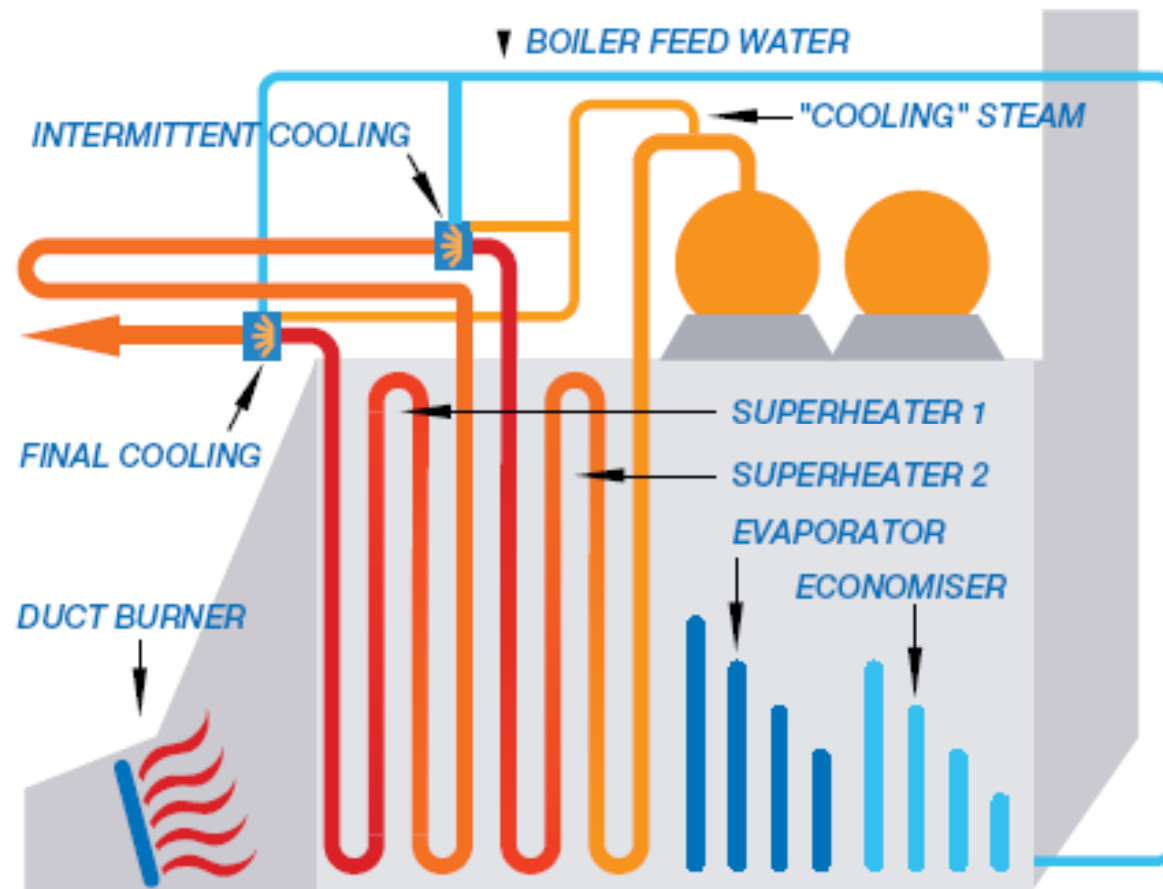 BOILER FEED WATER
"COOLING" STEAM
INTERMITTENT COOLING
SUPERHEATER 1
FINAL COOLING
SUPERHEATER 2
EVAPORATOR
ECONOMISER
DUCT BURNER